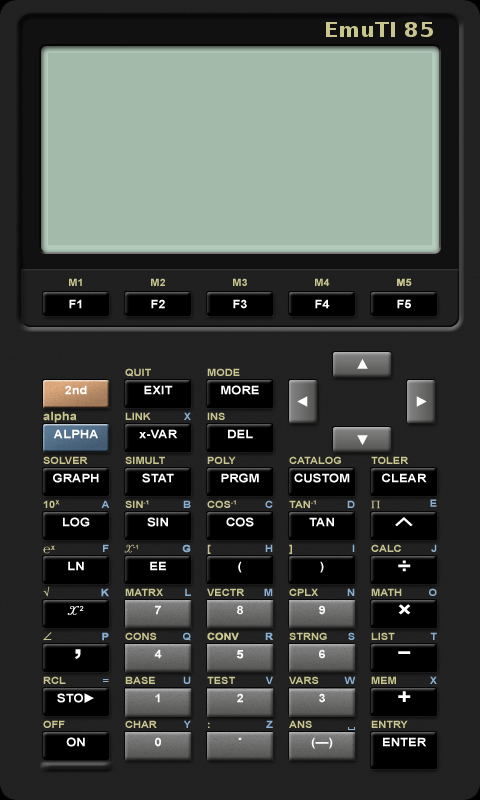 EmuTI 85
M1 M2 M3 M4 M5
F1 F2 F3 F4 F5
▲
QUIT MODE
2nd EXIT MORE
◀ ▶
alpha LINK X INS
ALPHA x-VAR DEL
▼
SOLVER SIMULT POLY CATALOG TOLER
GRAPH STAT PRGM CUSTOM CLEAR
10ˣ A SIN⁻¹ B COS⁻¹ C TAN⁻¹ D Π E
LOG SIN COS TAN ^
eˣ F x⁻¹ G [ H ] I CALC J
LN EE ( ) ÷
√ K MATRX L VECTR M CPLX N MATH O
x² 7 8 9 ×
∠ P CONS Q CONV R STRNG S LIST T
, 4 5 6 −
RCL = BASE U TEST V VARS W MEM X
STO▶ 1 2 3 +
OFF CHAR Y : Z ANS ␣ ENTRY
ON 0 . (—) ENTER